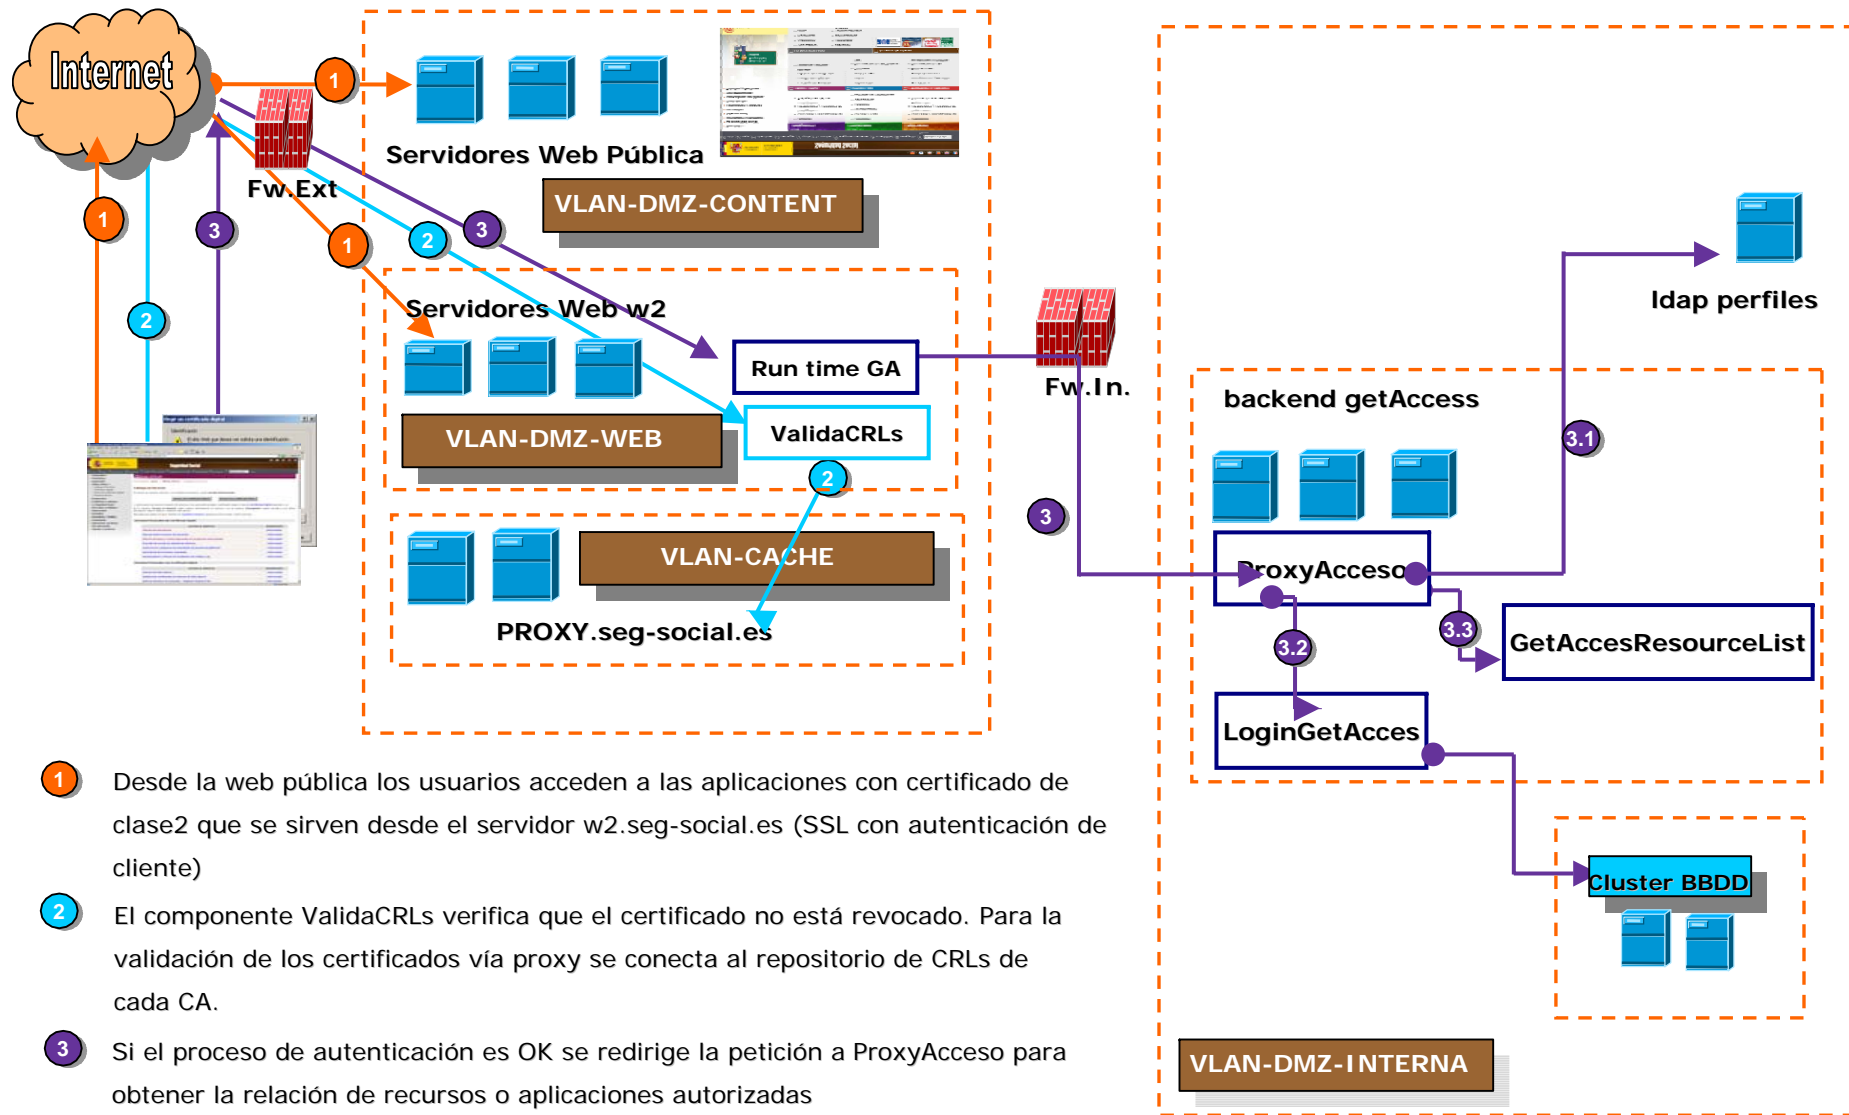 Internet
1
Fw.Ext
Servidores Web Pública
VLAN-DMZ-CONTENT
1
3
1
2
3
2
Servidores Web w2
Run time GA
VLAN-DMZ-WEB
ValidaCRLs
2
VLAN-CACHE
PROXY.seg-social.es
Fw.In.
3
ldap perfiles
backend getAccess
3.1
ProxyAcceso
3.2
3.3
GetAccesResourceList
LoginGetAcces
Cluster BBDD
VLAN-DMZ-INTERNA
1 Desde la web pública los usuarios acceden a las aplicaciones con certificado de
clase2 que se sirven desde el servidor w2.seg-social.es (SSL con autenticación de
cliente)
2 El componente ValidaCRLs verifica que el certificado no está revocado. Para la
validación de los certificados vía proxy se conecta al repositorio de CRLs de
cada CA.
3 Si el proceso de autenticación es OK se redirige la petición a ProxyAcceso para
obtener la relación de recursos o aplicaciones autorizadas